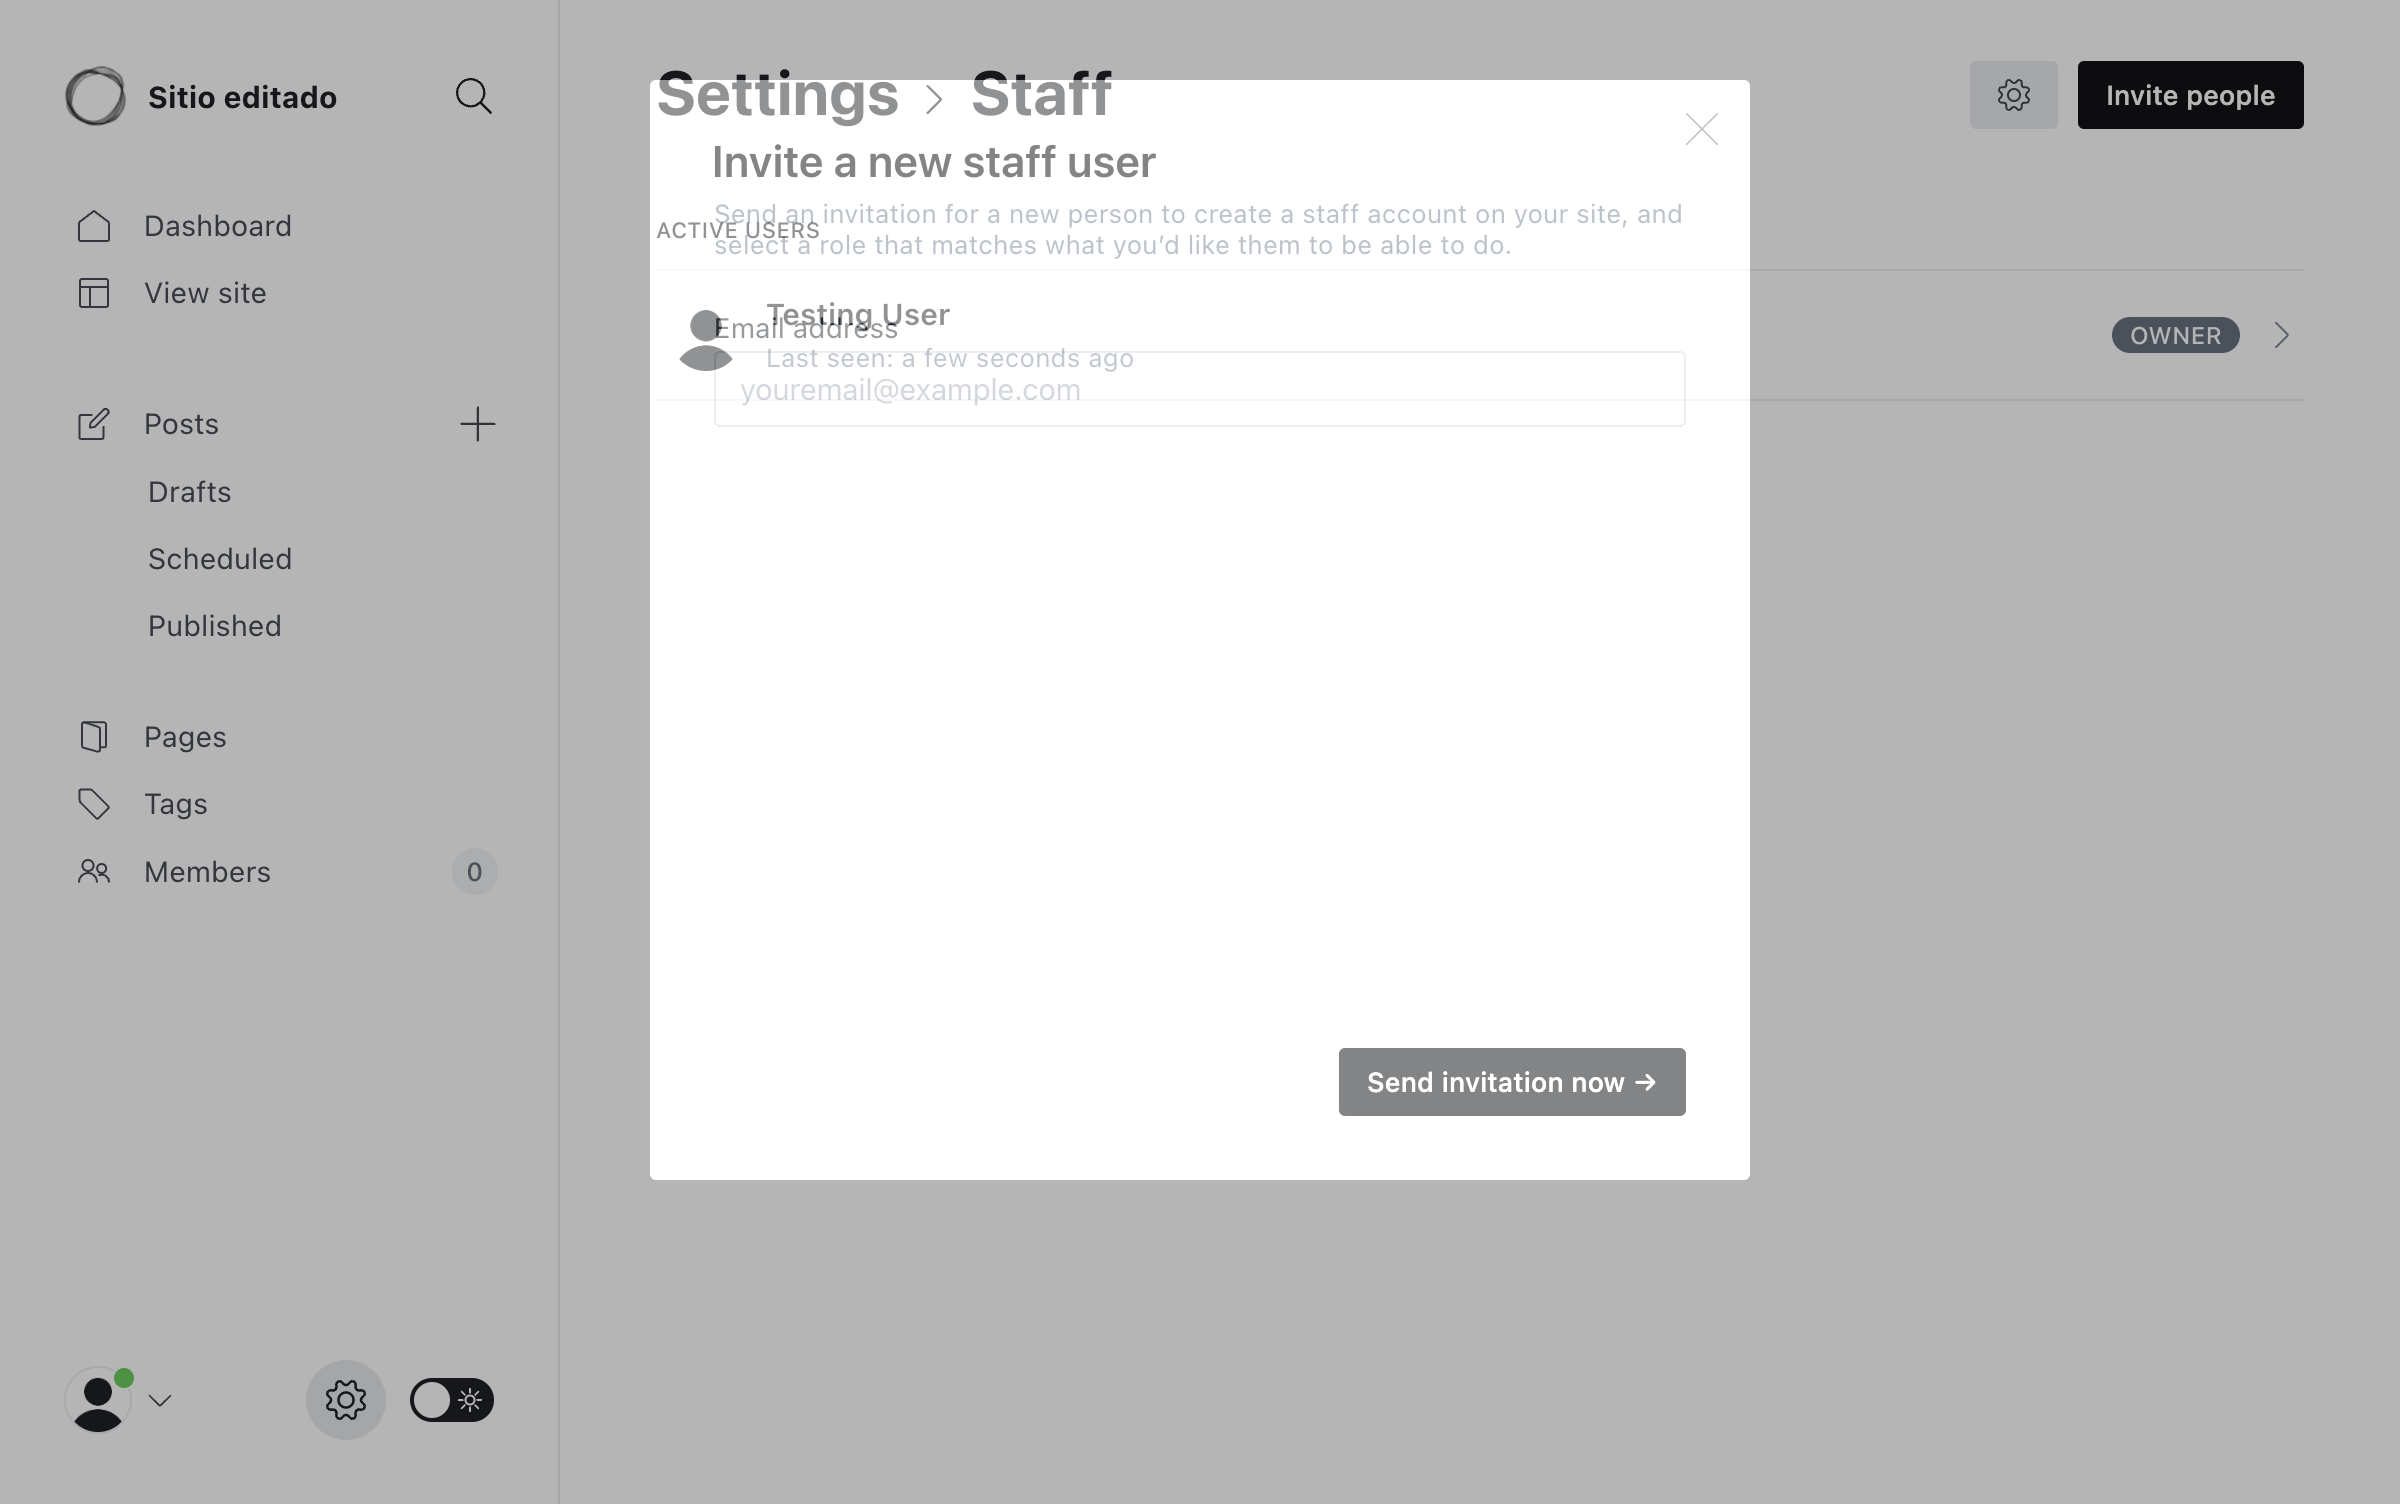 Sitio editado
Dashboard
View site
Posts
Drafts
Scheduled
Published
Pages
Tags
Members
0
Settings
Staff
Invite people
Invite a new staff user
Send an invitation for a new person to create a staff account on your site, and
select a role that matches what you’d like them to be able to do.
ACTIVE USERS
Testing User
Last seen: a few seconds ago
OWNER
Email address
youremail@example.com
Send invitation now →